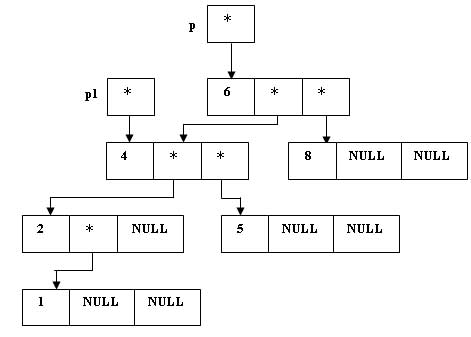 p *
p1 * 6 * *
4 * * 8 NULL NULL
2 * NULL 5 NULL NULL
1 NULL NULL